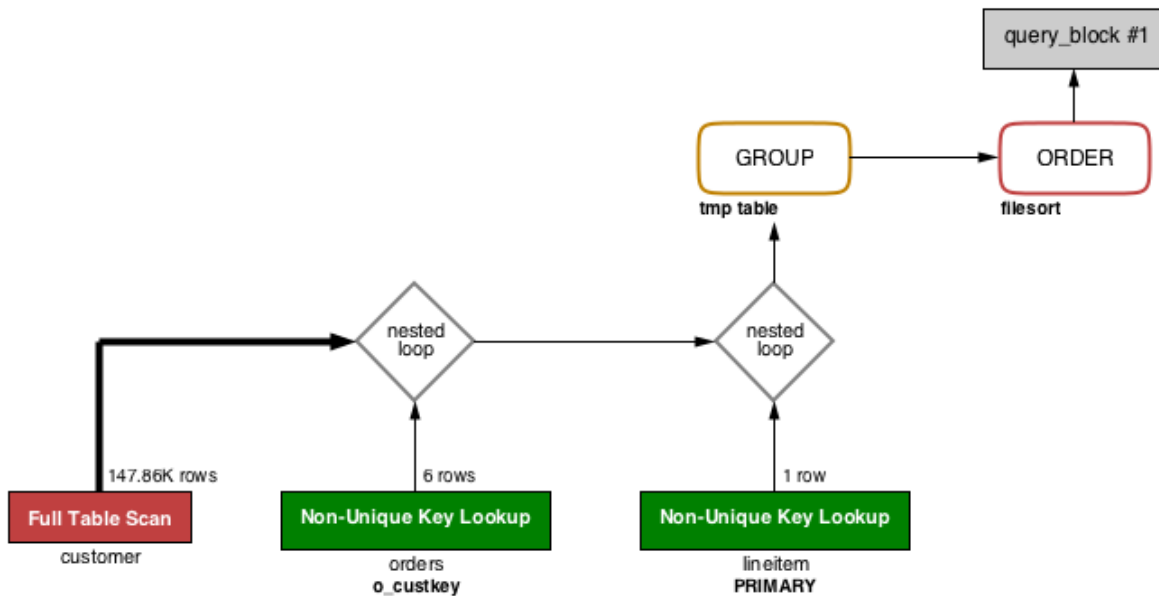 query_block #1
GROUP
ORDER
tmp table
filesort
nested
loop
nested
loop
147.86K rows
6 rows
1 row
Full Table Scan
Non-Unique Key Lookup
Non-Unique Key Lookup
customer
orders
o_custkey
lineitem
PRIMARY